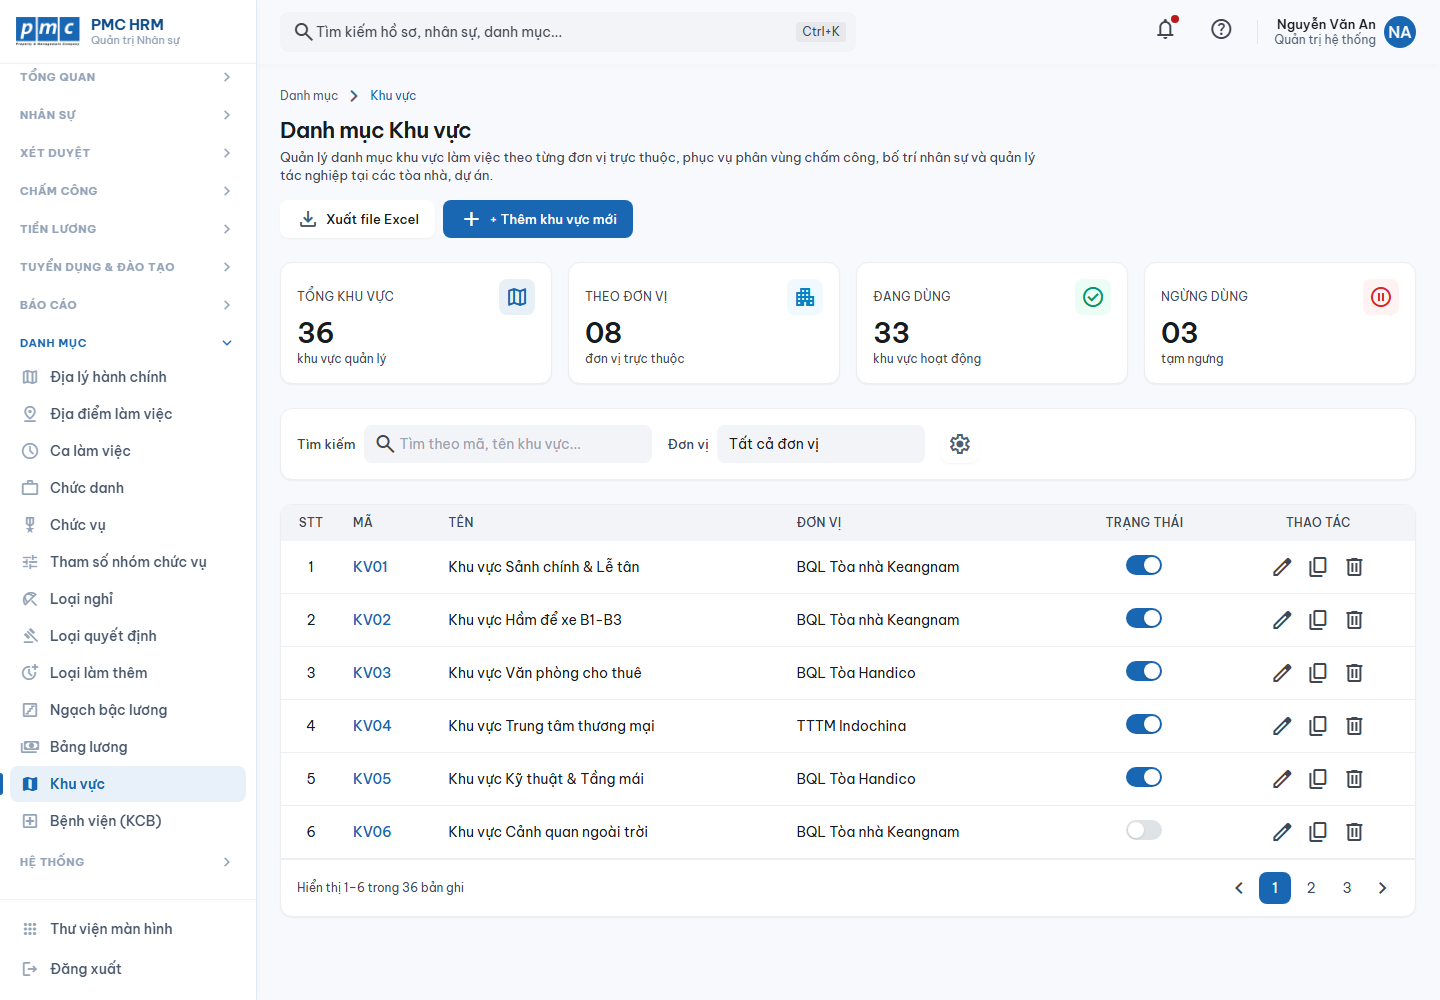 pmc
Property & Management Company
PMC HRM
Quản trị Nhân sự
TỔNG QUAN
NHÂN SỰ
XÉT DUYỆT
CHẤM CÔNG
TIỀN LƯƠNG
TUYỂN DỤNG & ĐÀO TẠO
BÁO CÁO
DANH MỤC
Địa lý hành chính
Địa điểm làm việc
Ca làm việc
Chức danh
Chức vụ
Tham số nhóm chức vụ
Loại nghỉ
Loại quyết định
Loại làm thêm
Ngạch bậc lương
Bảng lương
Khu vực
Bệnh viện (KCB)
HỆ THỐNG
Thư viện màn hình
Đăng xuất
Tìm kiếm hồ sơ, nhân sự, danh mục... Ctrl+K
Nguyễn Văn An
Quản trị hệ thống
NA
Danh mục Khu vực
Danh mục Khu vực
Quản lý danh mục khu vực làm việc theo từng đơn vị trực thuộc, phục vụ phân vùng chấm công, bố trí nhân sự và quản lý
tác nghiệp tại các tòa nhà, dự án.
Xuất file Excel + Thêm khu vực mới
TỔNG KHU VỰC
36
khu vực quản lý
THEO ĐƠN VỊ
08
đơn vị trực thuộc
ĐANG DÙNG
33
khu vực hoạt động
NGỪNG DÙNG
03
tạm ngưng
Tìm kiếm Tìm theo mã, tên khu vực... Đơn vị Tất cả đơn vị
STT MÃ TÊN ĐƠN VỊ TRẠNG THÁI THAO TÁC
1 KV01 Khu vực Sảnh chính & Lễ tân BQL Tòa nhà Keangnam
2 KV02 Khu vực Hầm để xe B1-B3 BQL Tòa nhà Keangnam
3 KV03 Khu vực Văn phòng cho thuê BQL Tòa Handico
4 KV04 Khu vực Trung tâm thương mại TTTM Indochina
5 KV05 Khu vực Kỹ thuật & Tầng mái BQL Tòa Handico
6 KV06 Khu vực Cảnh quan ngoài trời BQL Tòa nhà Keangnam
Hiển thị 1–6 trong 36 bản ghi 1 2 3